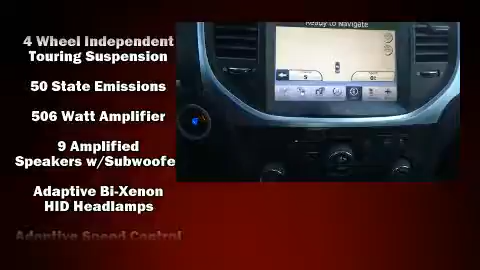 4 Wheel Independent
Touring Suspension
50 State Emissions
506 Watt Amplifier
9 Amplified
Speakers w/Subwoofe
Adaptive Bi-Xenon
HID Headlamps
Adaptive Speed Control
Ready to Navigate
S